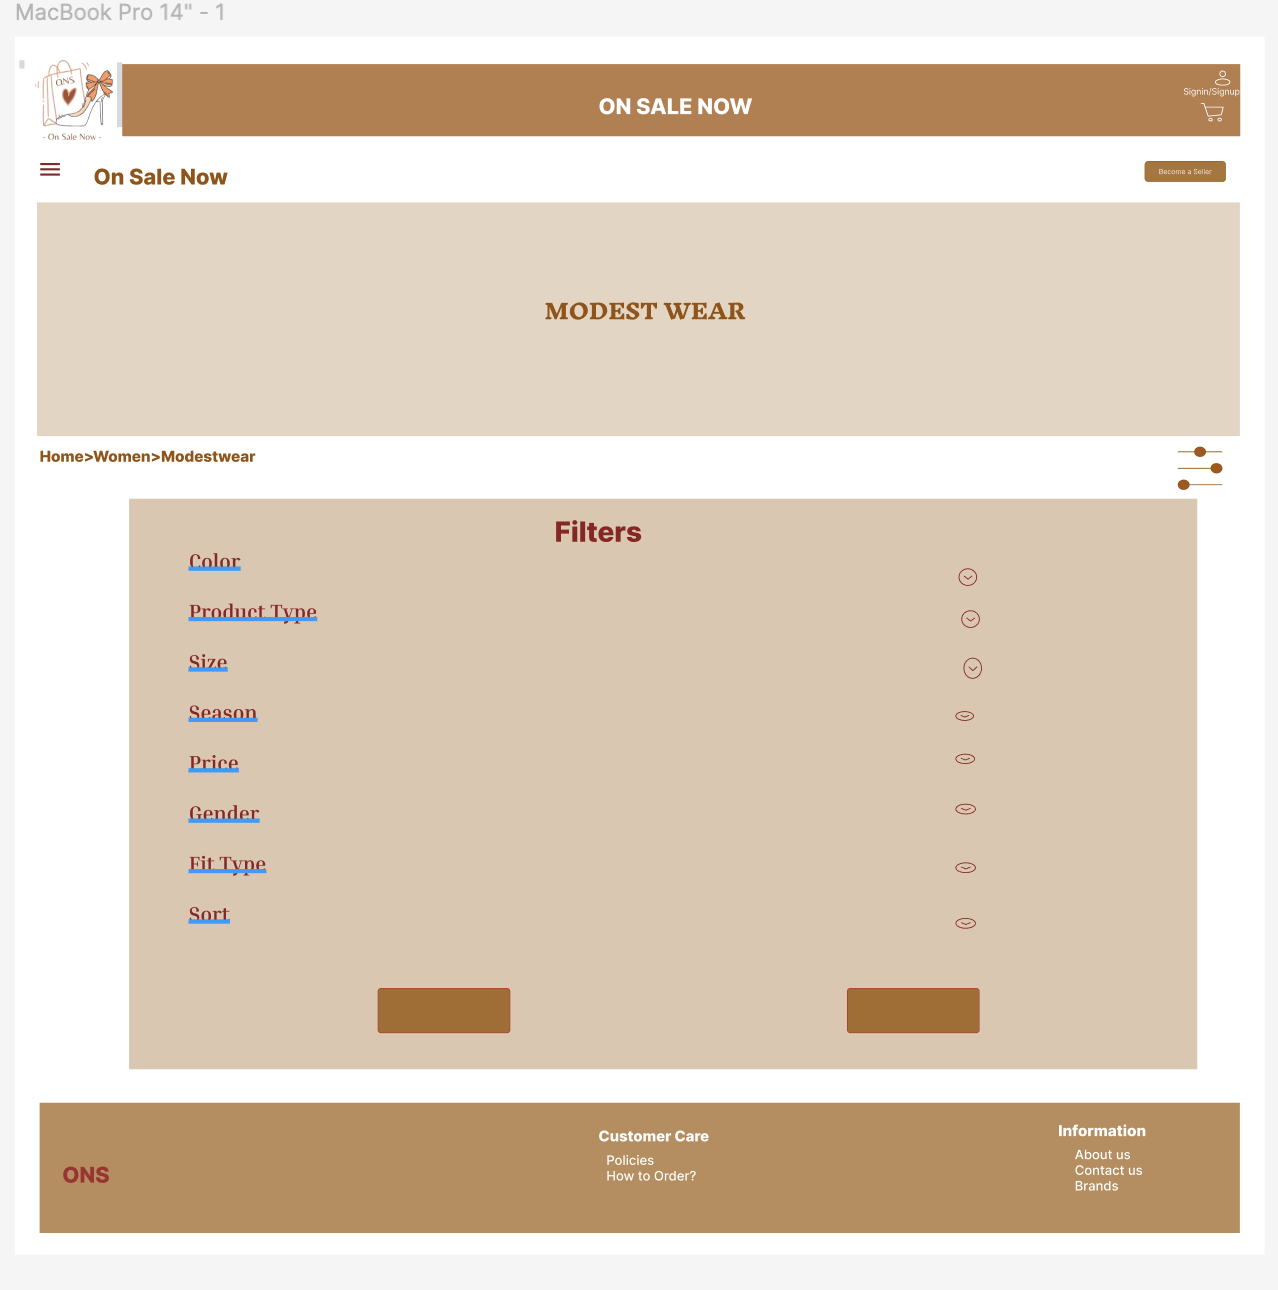 MacBook Pro 14" - 1
ONS
- On Sale Now -
ON SALE NOW
Signin/Signup
On Sale Now
Become a Seller
MODEST WEAR
Home>Women>Modestwear
Filters
Color
Product Type
Size
Season
Price
Gender
Fit Type
Sort
ONS
Customer Care
Policies
How to Order?
Information
About us
Contact us
Brands